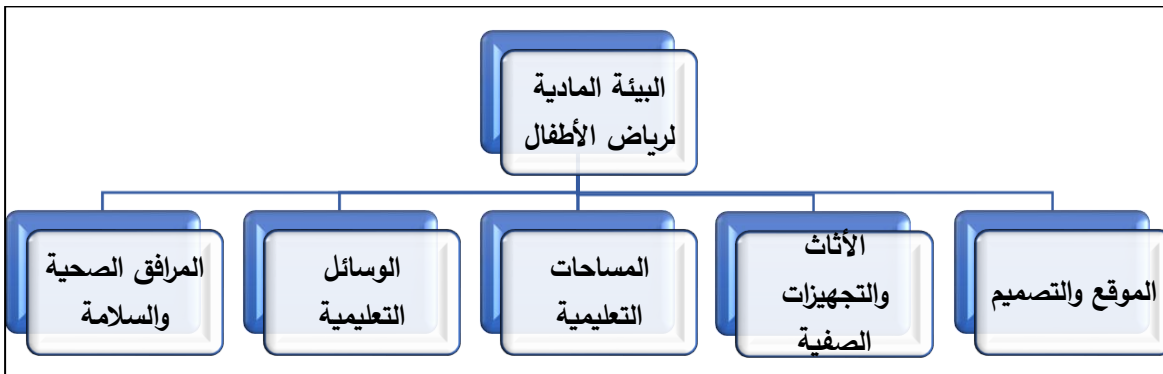 البيئة المادية
لرياض الأطفال
الموقع والتصميم
الأثاث
والتجهيزات
الصفية
المساحات
التعليمية
الوسائل
التعليمية
المرافق الصحية
والسلامة